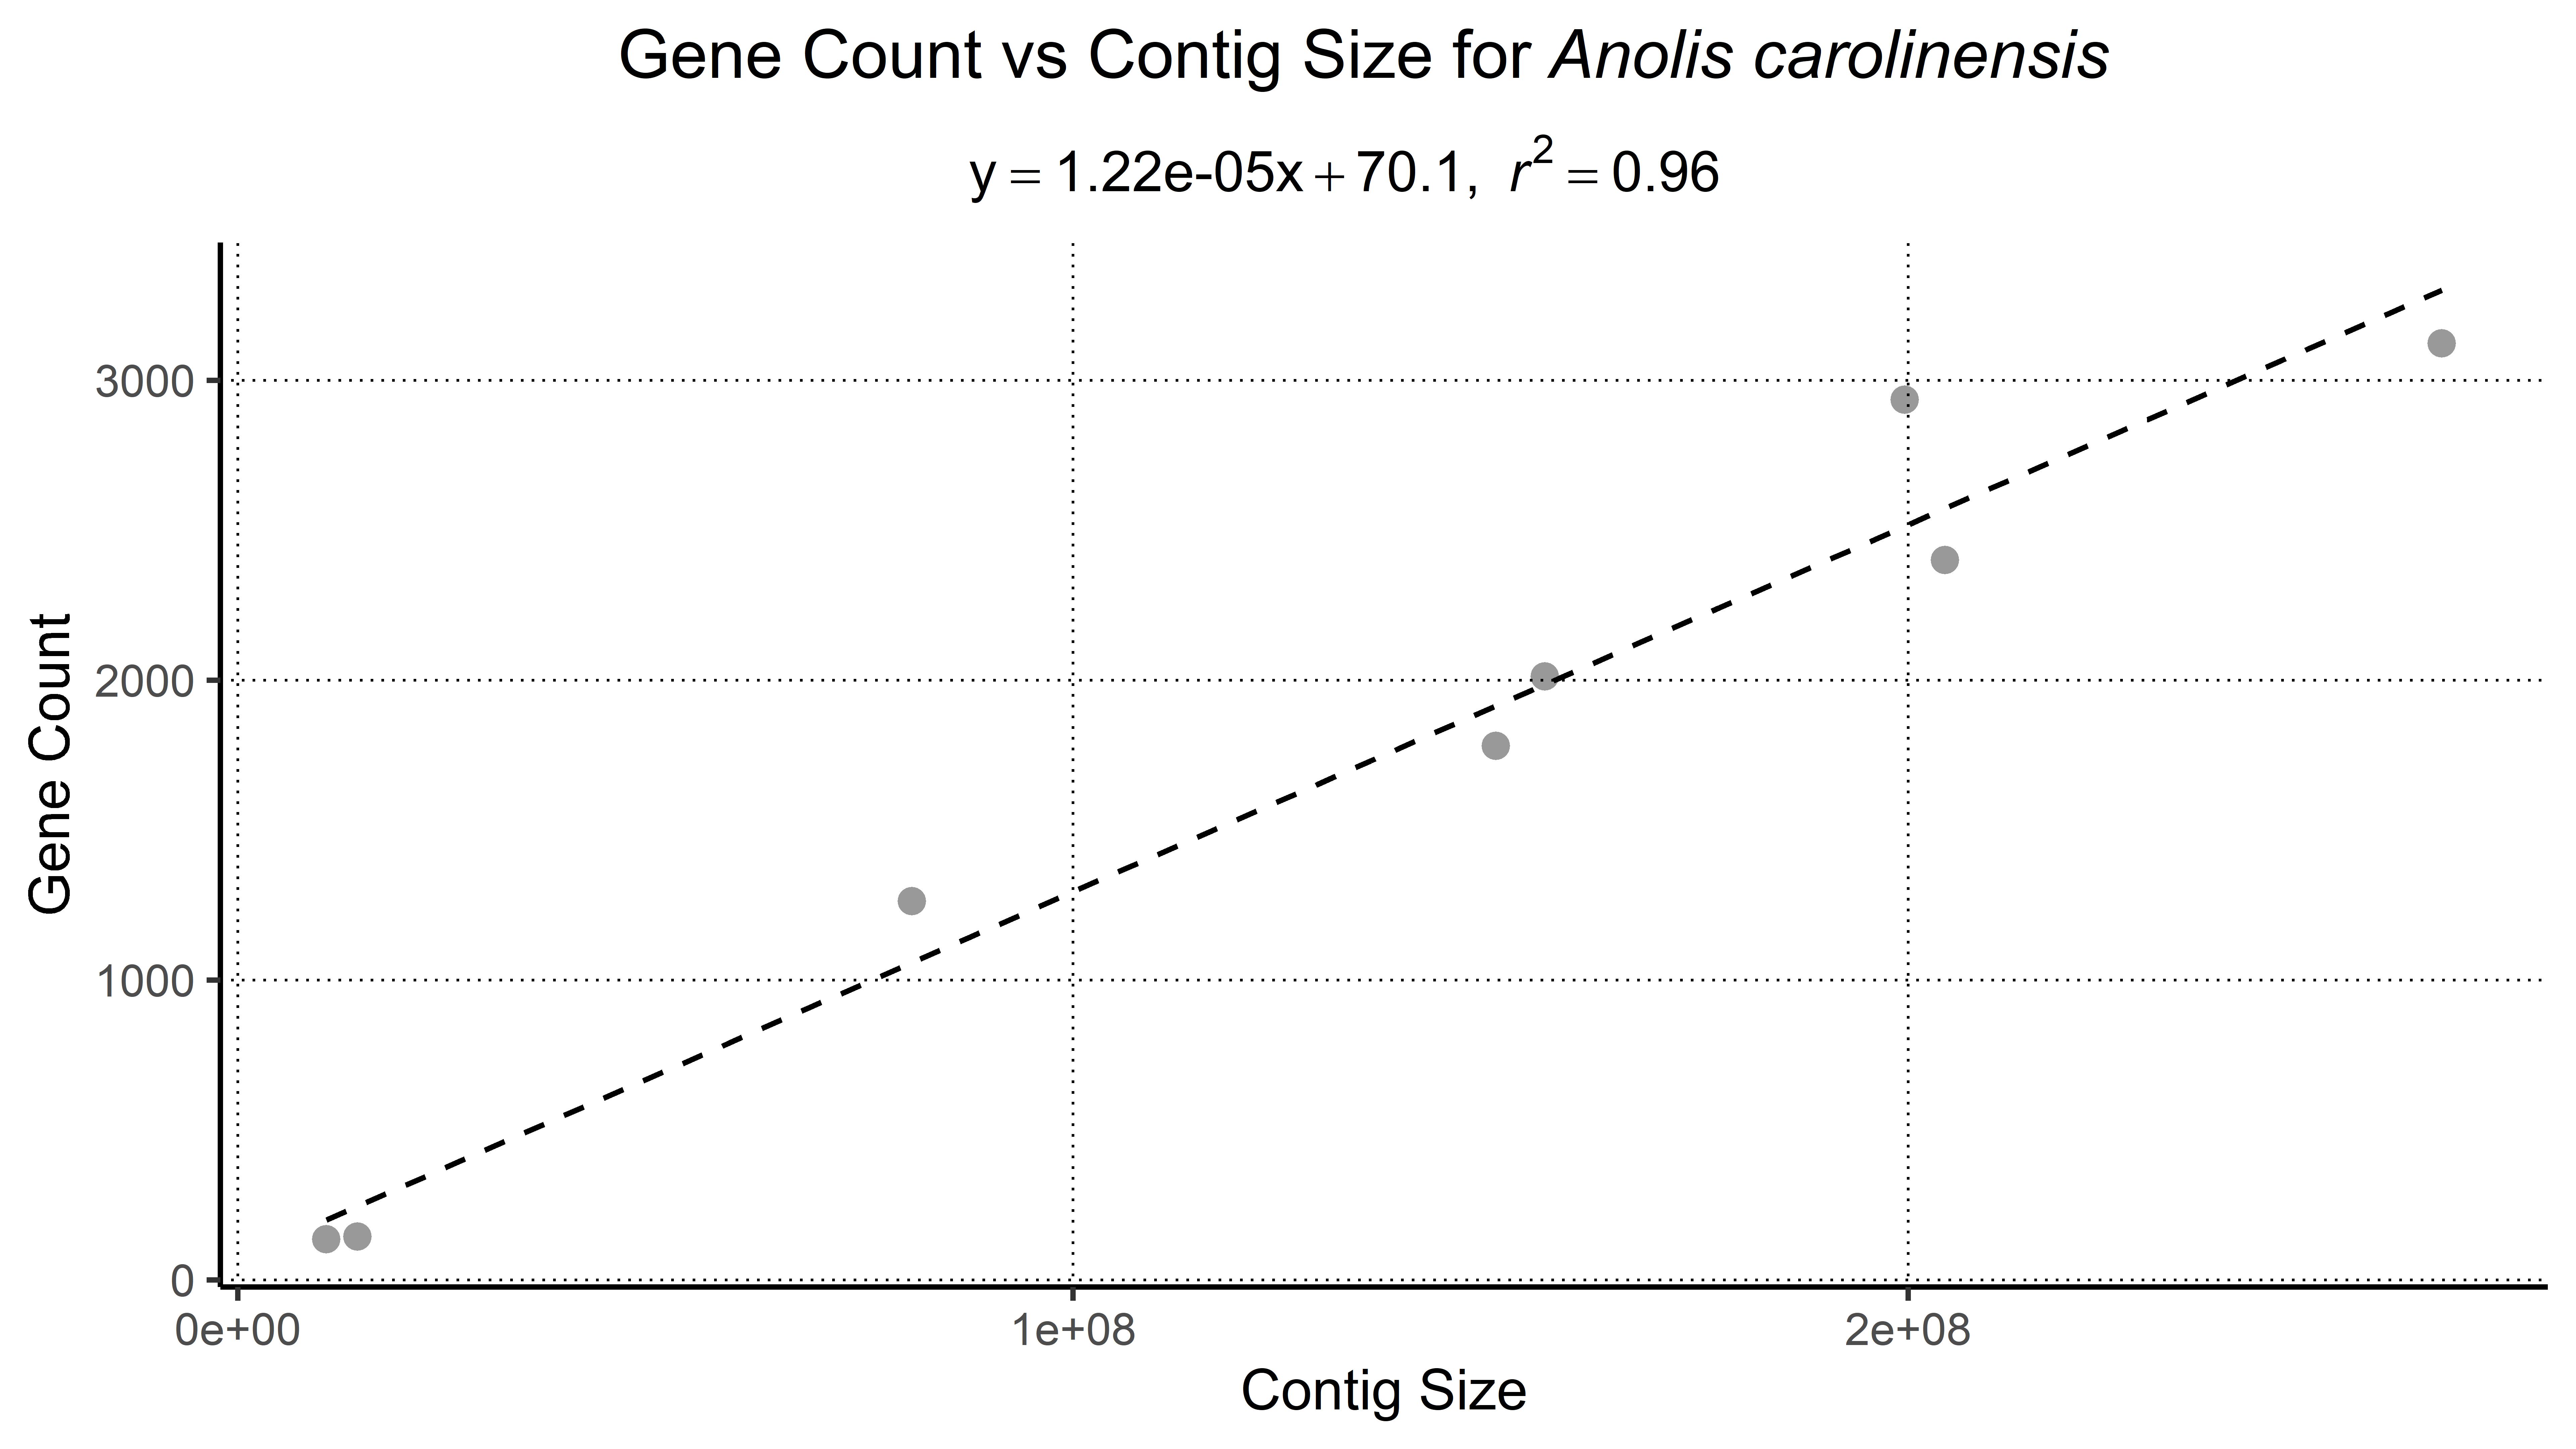 Gene Count vs Contig Size for Anolis carolinensis
y = 1.22e-05x + 70.1, r² = 0.96
3000
2000
1000
0
Gene Count
0e+00 1e+08 2e+08
Contig Size